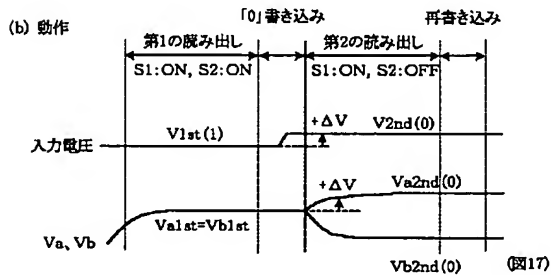 (b) 動作
「0」書き込み
再書き込み
第1の読み出し
第2の読み出し
S1:ON, S2:ON
S1:ON, S2:OFF
+ΔV
V1st(1)
V2nd(0)
入力電圧
+ΔV
Va2nd(0)
Va1st=Vb1st
Va、Vb
Vb2nd(0)
(図17)